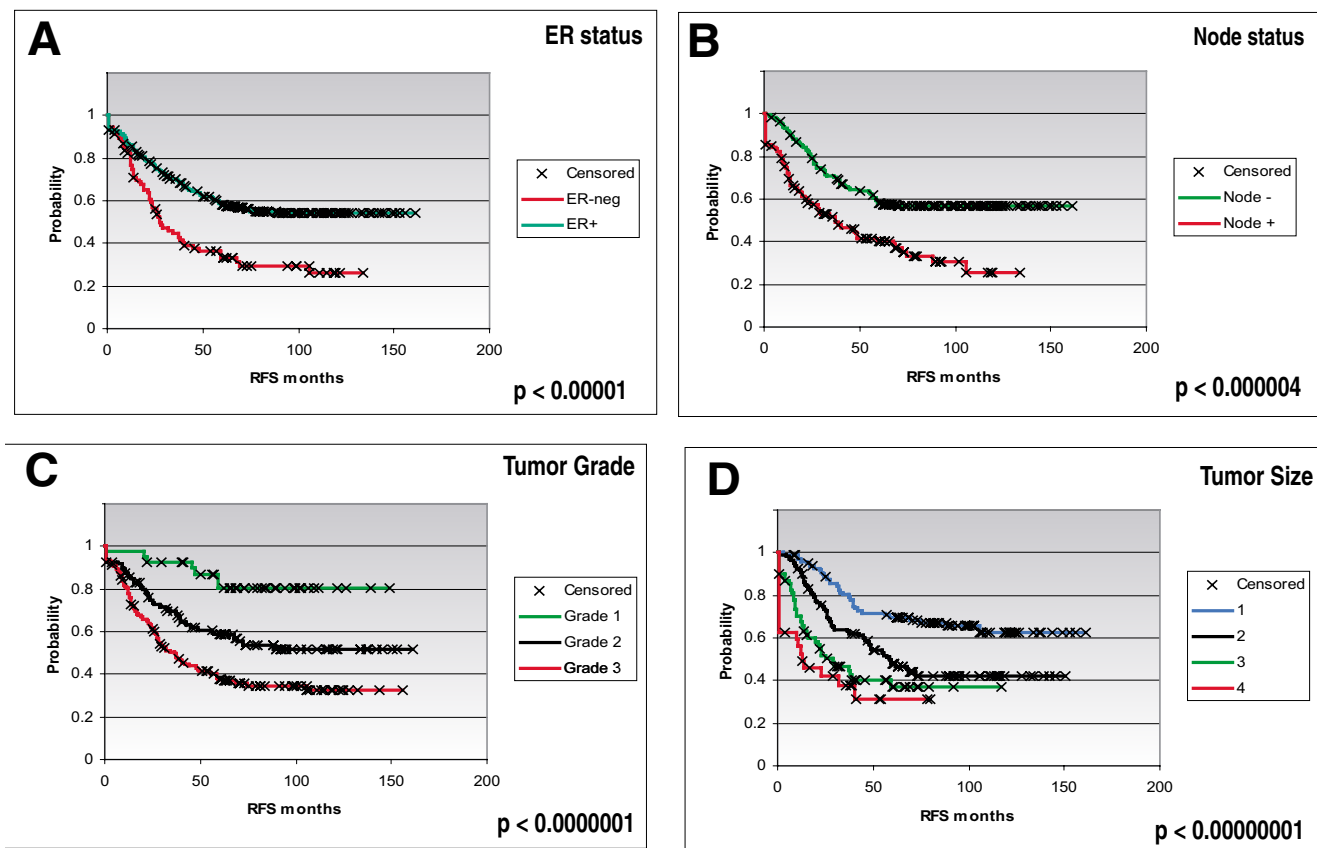 A
ER status
1
0.8
0.6
0.4
0.2
0
Probability
0
50
100
150
200
RFS months
Censored
ER-neg
ER+
p < 0.00001
B
Node status
1
0.8
0.6
0.4
0.2
0
Probability
0
50
100
150
200
RFS months
Censored
Node -
Node +
p < 0.000004
C
Tumor Grade
1
0.8
0.6
0.4
0.2
0
Probability
0
50
100
150
200
RFS months
Censored
Grade 1
Grade 2
Grade 3
p < 0.0000001
D
Tumor Size
1
0.8
0.6
0.4
0.2
0
Probability
0
50
100
150
200
RFS months
Censored
1
2
3
4
p < 0.00000001